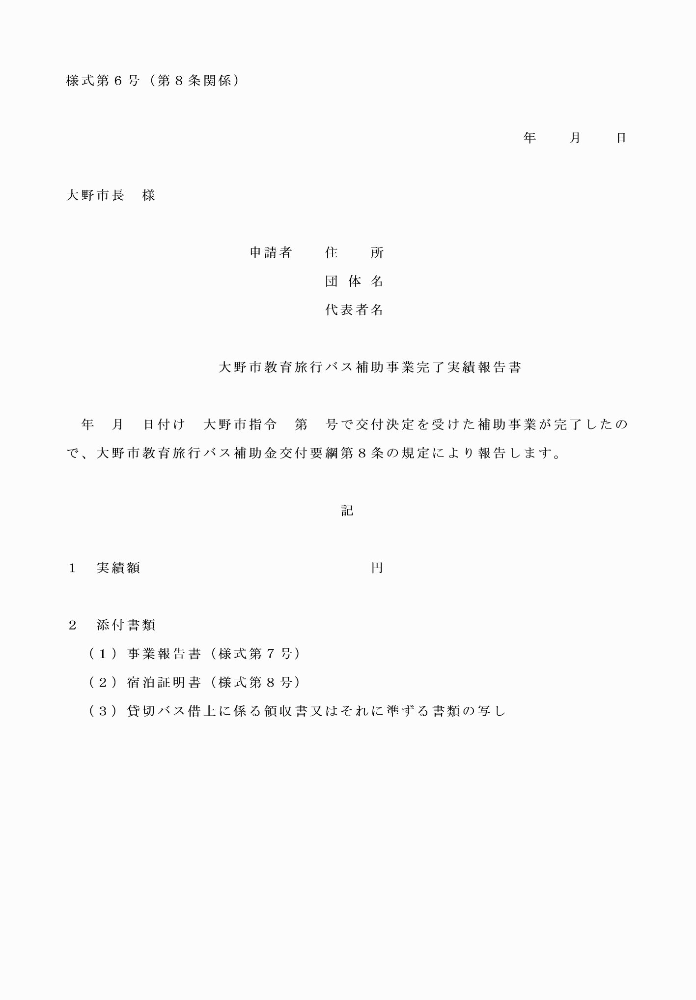 様式第６号（第８条関係）
年　　月　　日
大野市長　様
申請者　　住　　所
団 体 名
代表者名
大野市教育旅行バス補助事業完了実績報告書
年　月　日付け　大野市指令　第　号で交付決定を受けた補助事業が完了したの
で、大野市教育旅行バス補助金交付要綱第８条の規定により報告します。
記
１　実績額　　　　　　　　　　　　　　　円
２　添付書類
（１）事業報告書（様式第７号）
（２）宿泊証明書（様式第８号）
（３）貸切バス借上に係る領収書又はそれに準ずる書類の写し